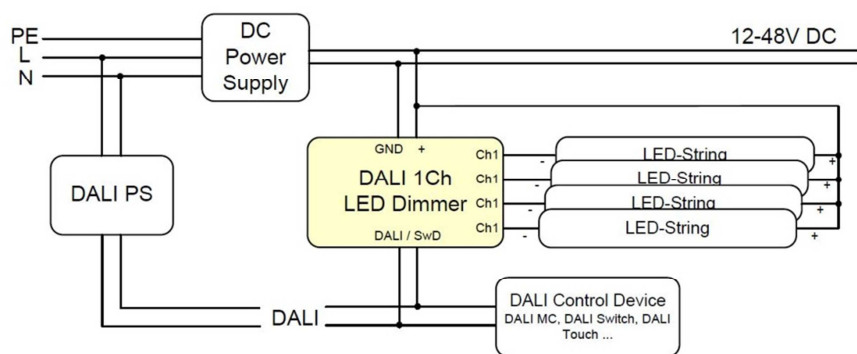 PE
L
N
DC
Power
Supply
12-48V DC
GND +
DALI 1Ch
LED Dimmer
DALI / SwD
Ch1
Ch1
Ch1
Ch1
- LED-String +
- LED-String +
- LED-String +
- LED-String +
DALI PS
DALI
DALI Control Device
DALI MC, DALI Switch, DALI
Touch ...